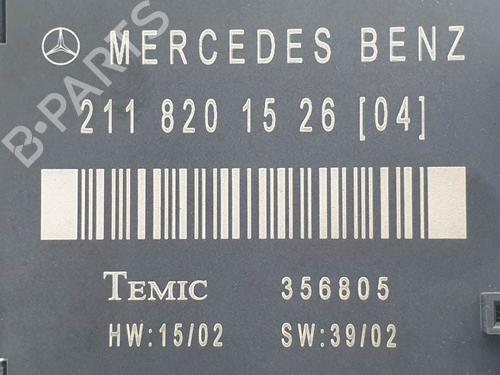 MERCEDES BENZ
211 820 15 26 [04]
TEMIC 356805
HW:15/02 SW:39/02
B-PARTS